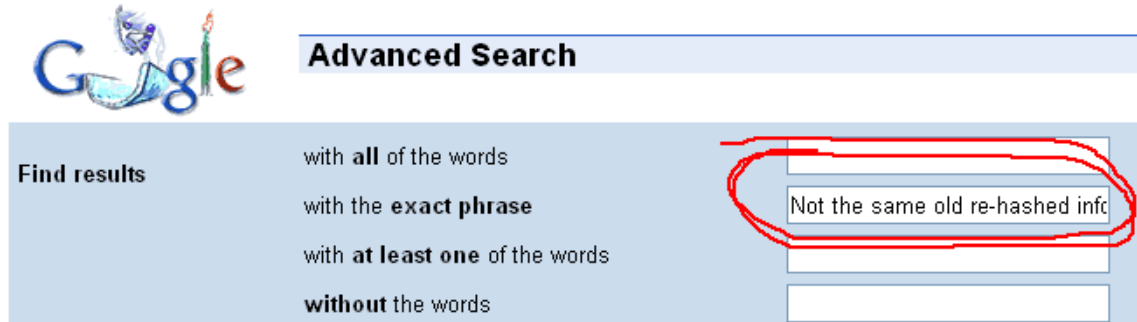 Google
Advanced Search
Find results
with all of the words
with the exact phrase
Not the same old re-hashed info
with at least one of the words
without the words